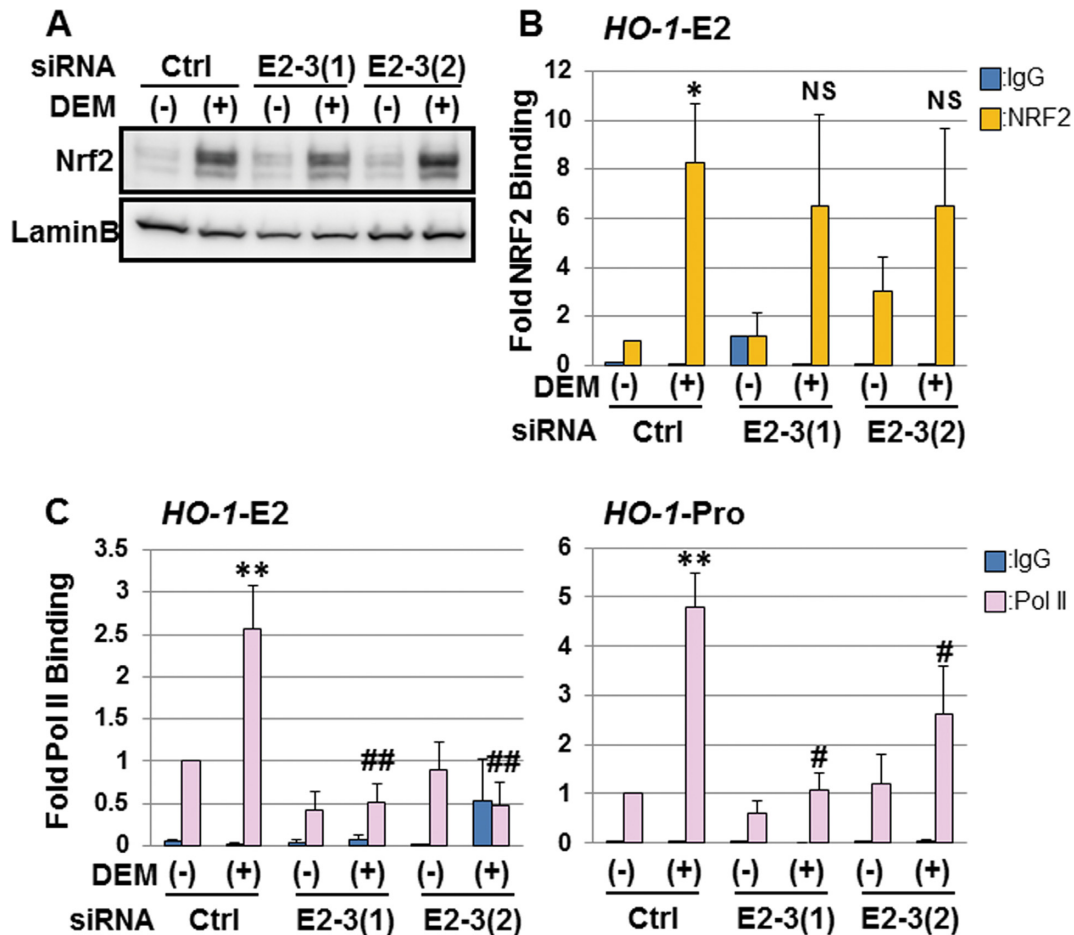 A
siRNA Ctrl E2-3(1) E2-3(2)
DEM (-) (+) (-) (+) (-) (+)
Nrf2
LaminB
B HO-1-E2
:IgG
:NRF2
Fold NRF2 Binding
12
10
8
6
4
2
0
* NS NS
DEM (-) (+) (-) (+) (-) (+)
siRNA Ctrl E2-3(1) E2-3(2)
C HO-1-E2
Fold Pol II Binding
3.5
3
2.5
2
1.5
1
0.5
0
** ## ##
DEM (-) (+) (-) (+) (-) (+)
siRNA Ctrl E2-3(1) E2-3(2)
HO-1-Pro
:IgG
:Pol II
6
5
4
3
2
1
0
** # #
(-) (+) (-) (+) (-) (+)
Ctrl E2-3(1) E2-3(2)